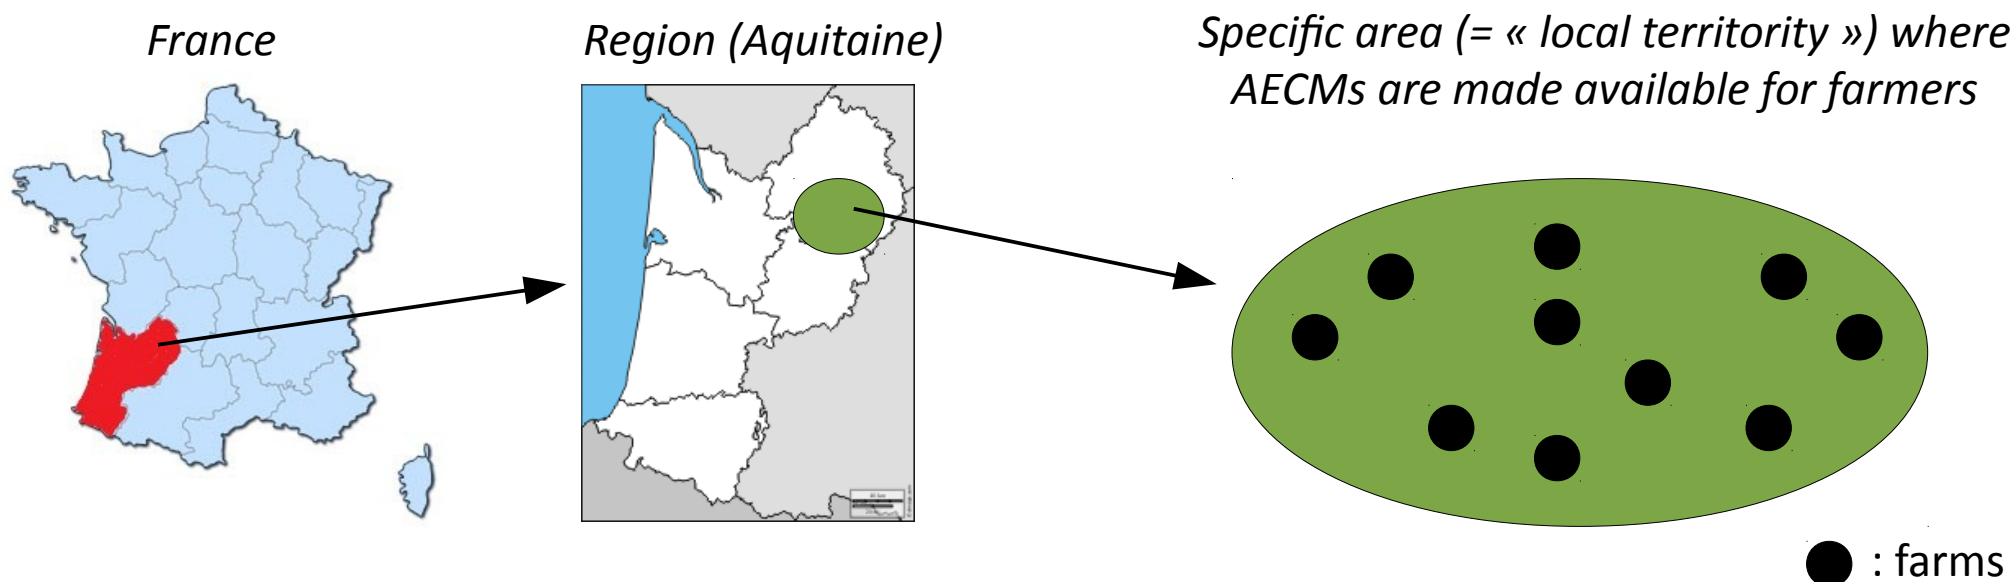 France
Region (Aquitaine)
Specific area (= « local territority ») where
AECMs are made available for farmers
: farms